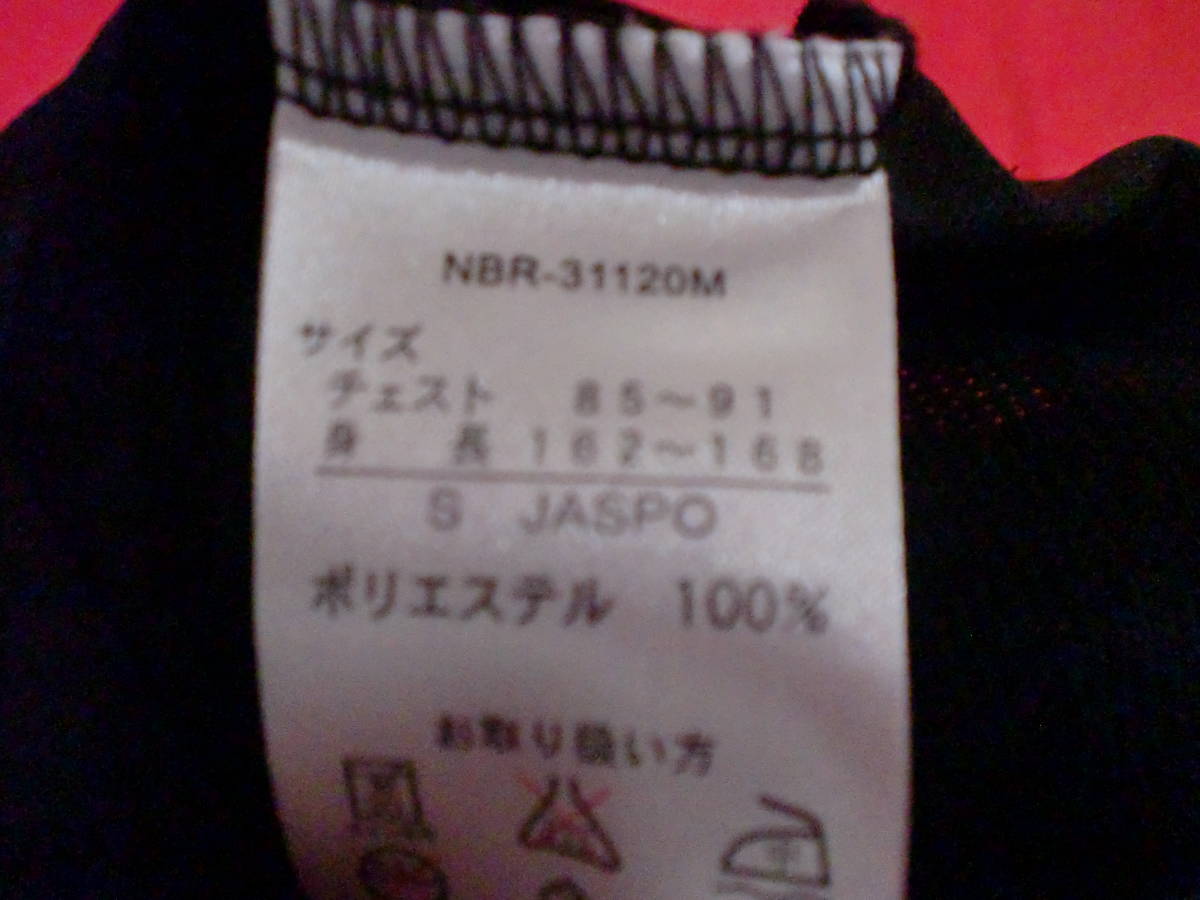 NBR-31120M
サイズ
チェスト 85〜91
身 長 162〜168
S JASPO
ポリエステル 100%
お取り扱い方